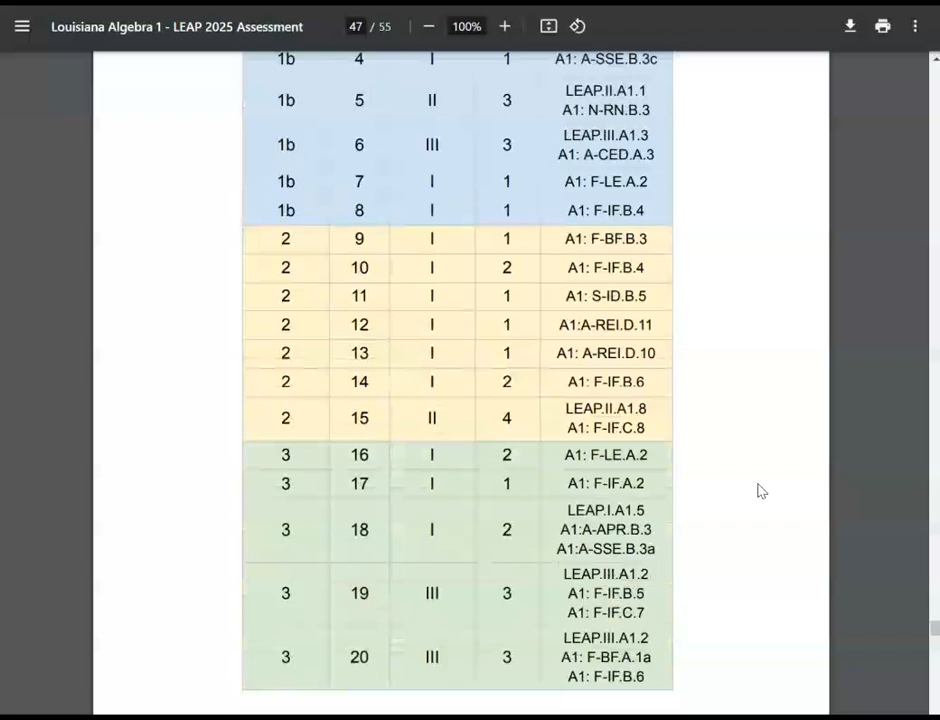 Louisiana Algebra 1 - LEAP 2025 Assessment 47 / 55 100%
1b 4 I 1 A1: A-SSE.B.3c
1b 5 II 3 LEAP.II.A1.1
A1: N-RN.B.3
1b 6 III 3 LEAP.III.A1.3
A1: A-CED.A.3
1b 7 I 1 A1: F-LE.A.2
1b 8 I 1 A1: F-IF.B.4
2 9 I 1 A1: F-BF.B.3
2 10 I 2 A1: F-IF.B.4
2 11 I 1 A1: S-ID.B.5
2 12 I 1 A1:A-REI.D.11
2 13 I 1 A1: A-REI.D.10
2 14 I 2 A1: F-IF.B.6
2 15 II 4 LEAP.II.A1.8
A1: F-IF.C.8
3 16 I 2 A1: F-LE.A.2
3 17 I 1 A1: F-IF.A.2
3 18 I 2 LEAP.I.A1.5
A1:A-APR.B.3
A1:A-SSE.B.3a
3 19 III 3 LEAP.III.A1.2
A1: F-IF.B.5
A1: F-IF.C.7
3 20 III 3 LEAP.III.A1.2
A1: F-BF.A.1a
A1: F-IF.B.6